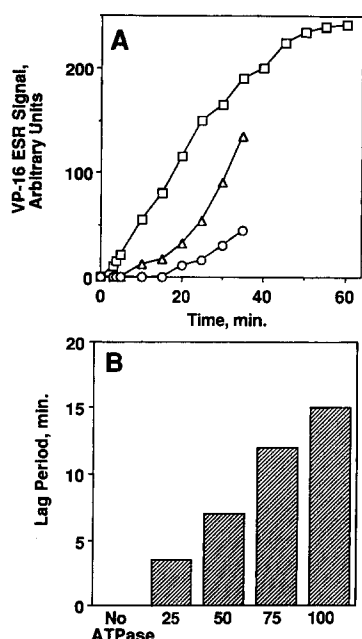 A
VP-16 ESR Signal,
Arbitrary Units
200
100
0
0 20 40 60
Time, min.
B
Lag Period, min.
20
15
10
5
0
No 25 50 75 100
ATPase